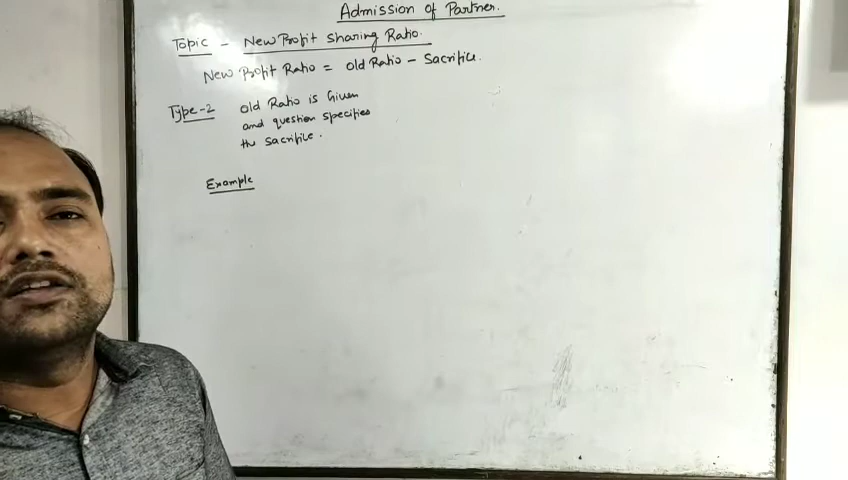 Admission of Partner.
Topic - New Profit Sharing Ratio.
New Profit Ratio = Old Ratio - Sacrifice.
Type-2 Old Ratio is Given
and question specifies
the sacrifice.
Example